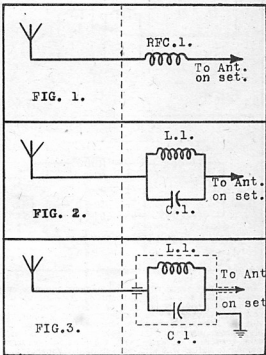 RFC.1.
To Ant.
on set.
FIG. 1.
L.1.
To Ant.
on set.
C.1.
FIG. 2.
L.1.
To Ant
on set
FIG.3.
C.1.